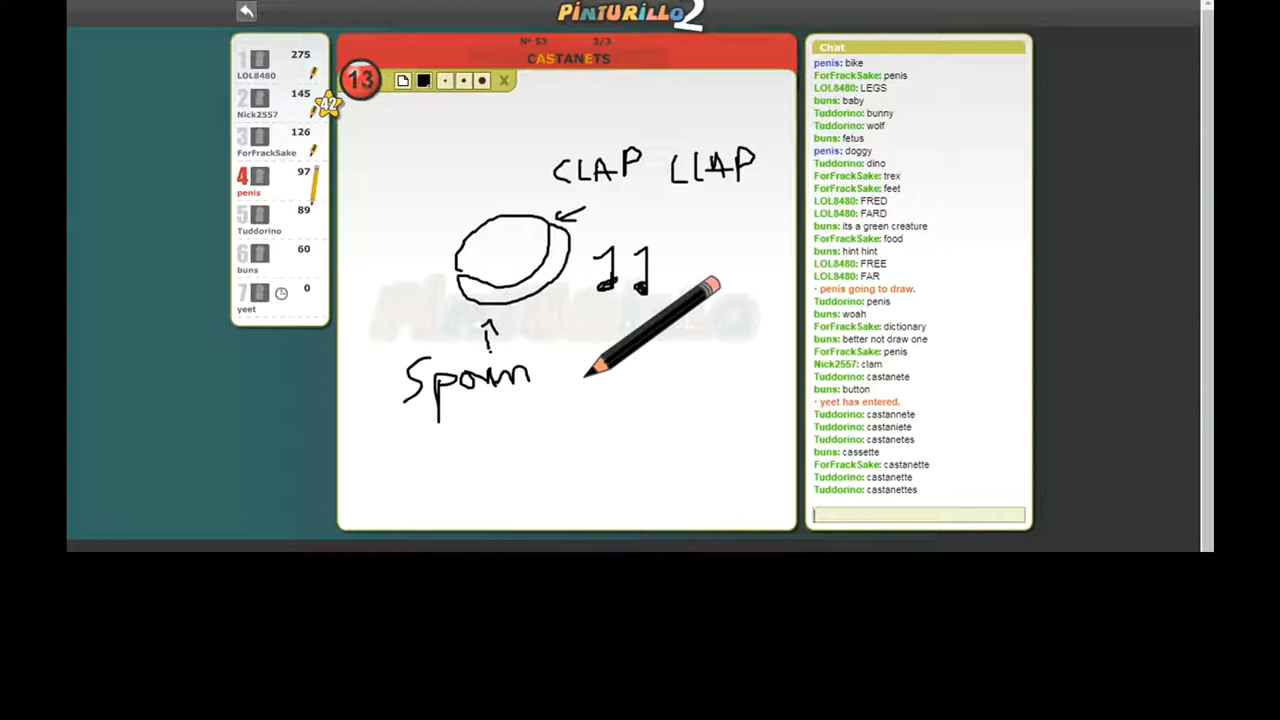 PINTURILLO 2
Nº 53 3/3
CASTANETS
13
1 275
LOL8480
2 145
Nick2557
42
3 126
ForFrackSake
4 97
penis
5 89
Tuddorino
6 60
buns
7 0
yeet
CLAP CLAP
Spain
Chat
penis: bike
ForFrackSake: penis
LOL8480: LEGS
buns: baby
Tuddorino: bunny
Tuddorino: wolf
buns: fetus
penis: doggy
Tuddorino: dino
ForFrackSake: trex
ForFrackSake: feet
LOL8480: FRED
LOL8480: FARD
buns: its a green creature
ForFrackSake: food
buns: hint hint
LOL8480: FREE
LOL8480: FAR
· penis going to draw.
Tuddorino: penis
buns: woah
ForFrackSake: dictionary
buns: better not draw one
ForFrackSake: penis
Nick2557: clam
Tuddorino: castanete
buns: button
· yeet has entered.
Tuddorino: castannete
Tuddorino: castaniete
Tuddorino: castanetes
buns: cassette
ForFrackSake: castanette
Tuddorino: castanette
Tuddorino: castanettes